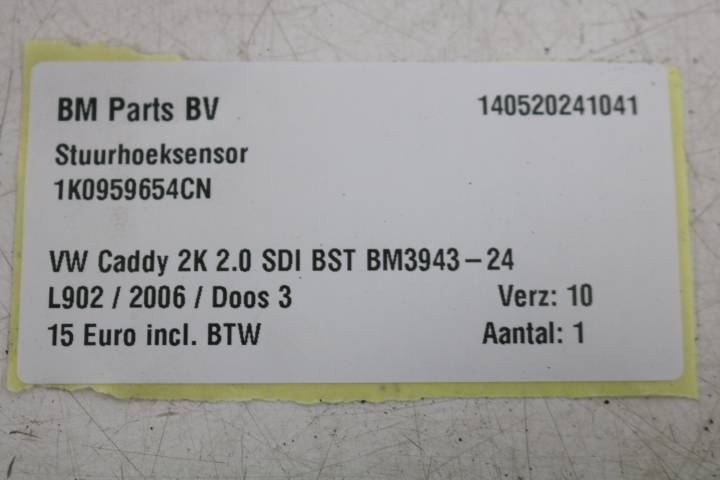 BM Parts BV 140520241041
Stuurhoeksensor
1K0959654CN
VW Caddy 2K 2.0 SDI BST BM3943-24
L902 / 2006 / Doos 3 Verz: 10
15 Euro incl. BTW Aantal: 1